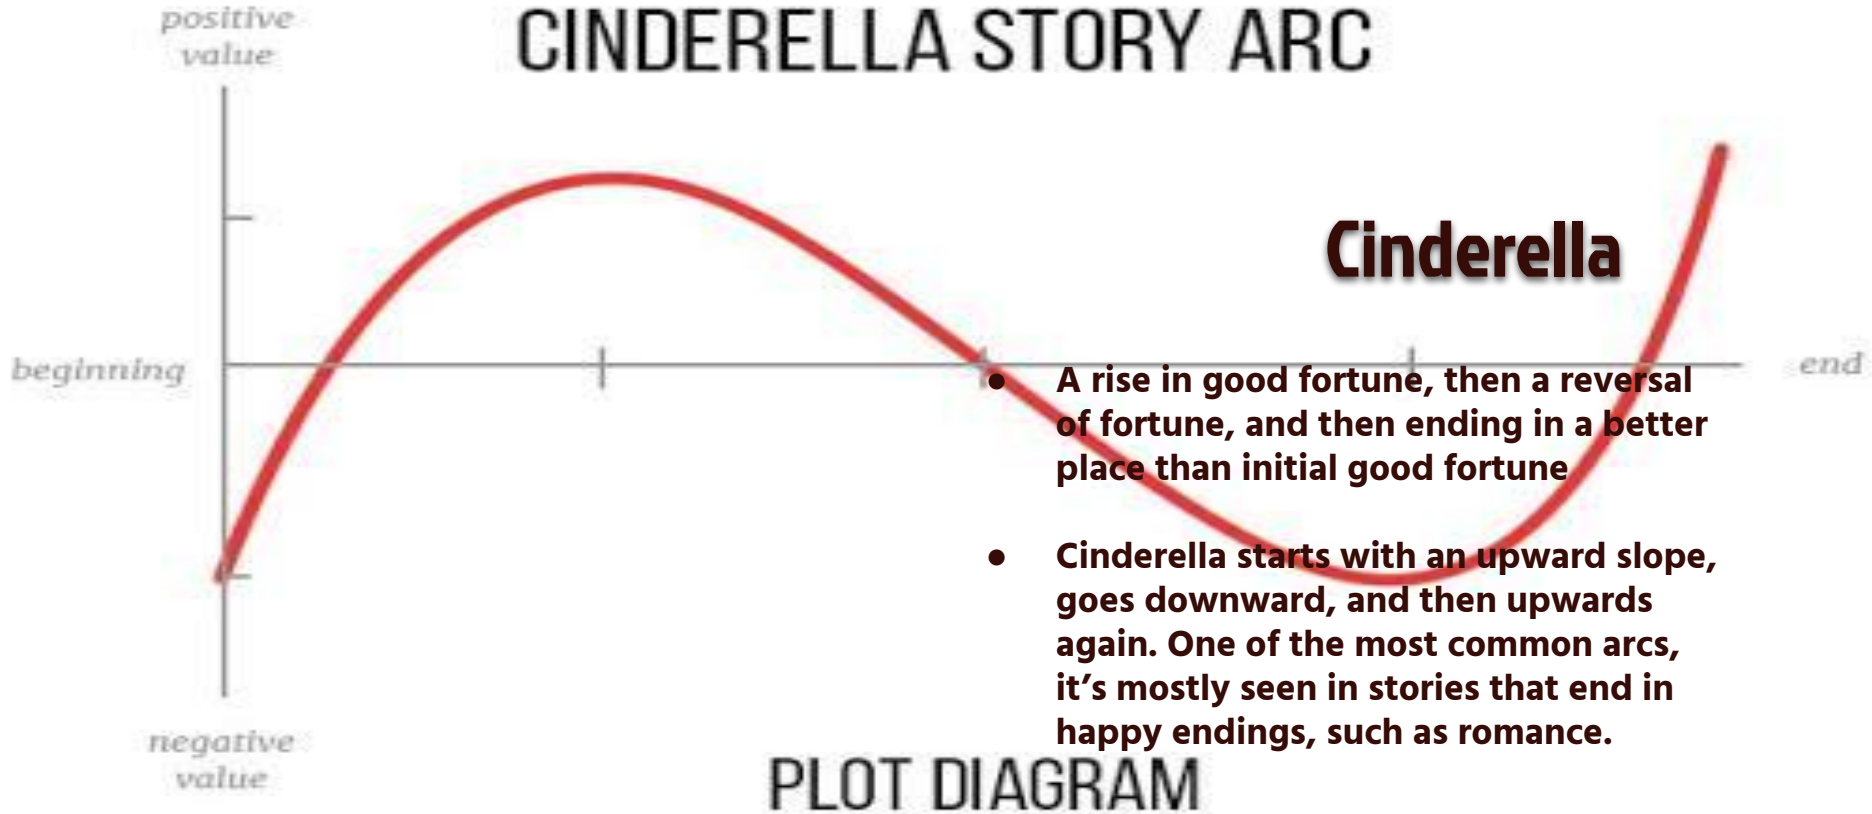 positive
value
CINDERELLA STORY ARC
Cinderella
beginning
end
● A rise in good fortune, then a reversal
of fortune, and then ending in a better
place than initial good fortune
● Cinderella starts with an upward slope,
goes downward, and then upwards
again. One of the most common arcs,
it’s mostly seen in stories that end in
happy endings, such as romance.
negative
value
PLOT DIAGRAM